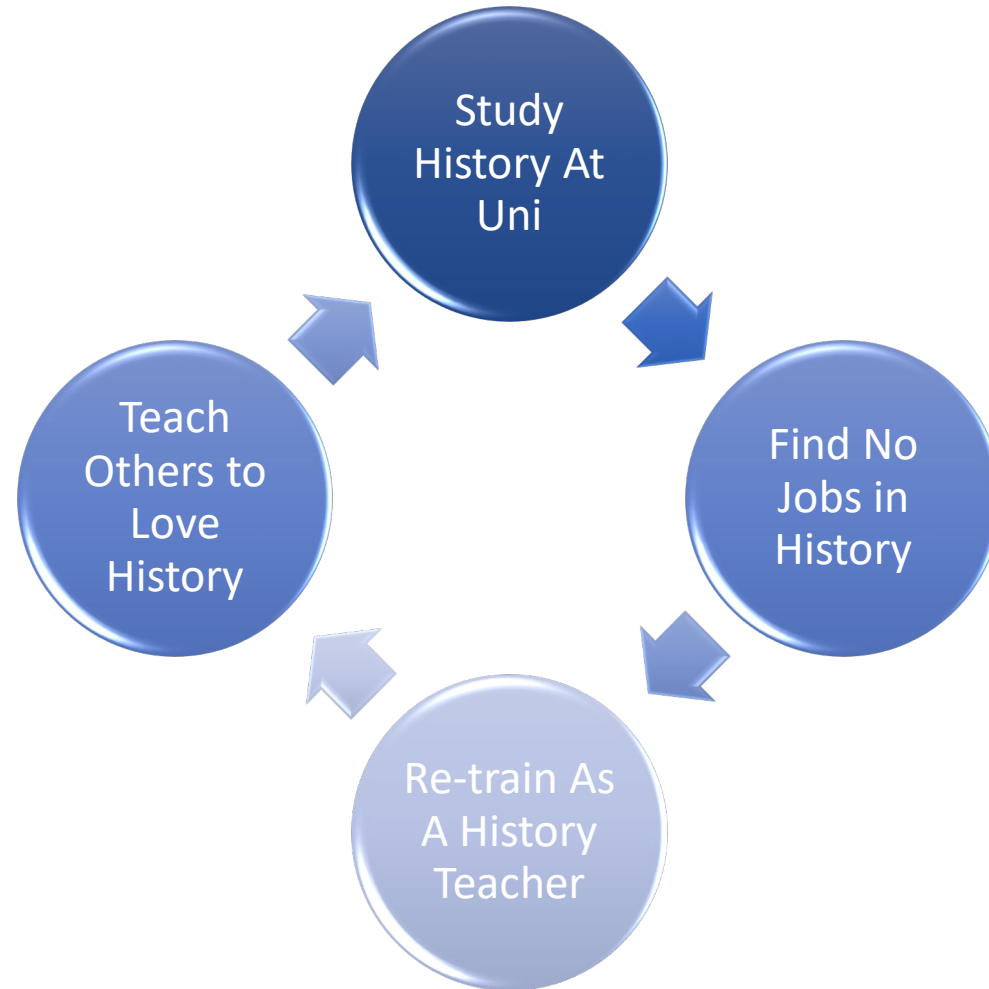 Study
History At
Uni
Find No
Jobs in
History
Re-train As
A History
Teacher
Teach
Others to
Love
History